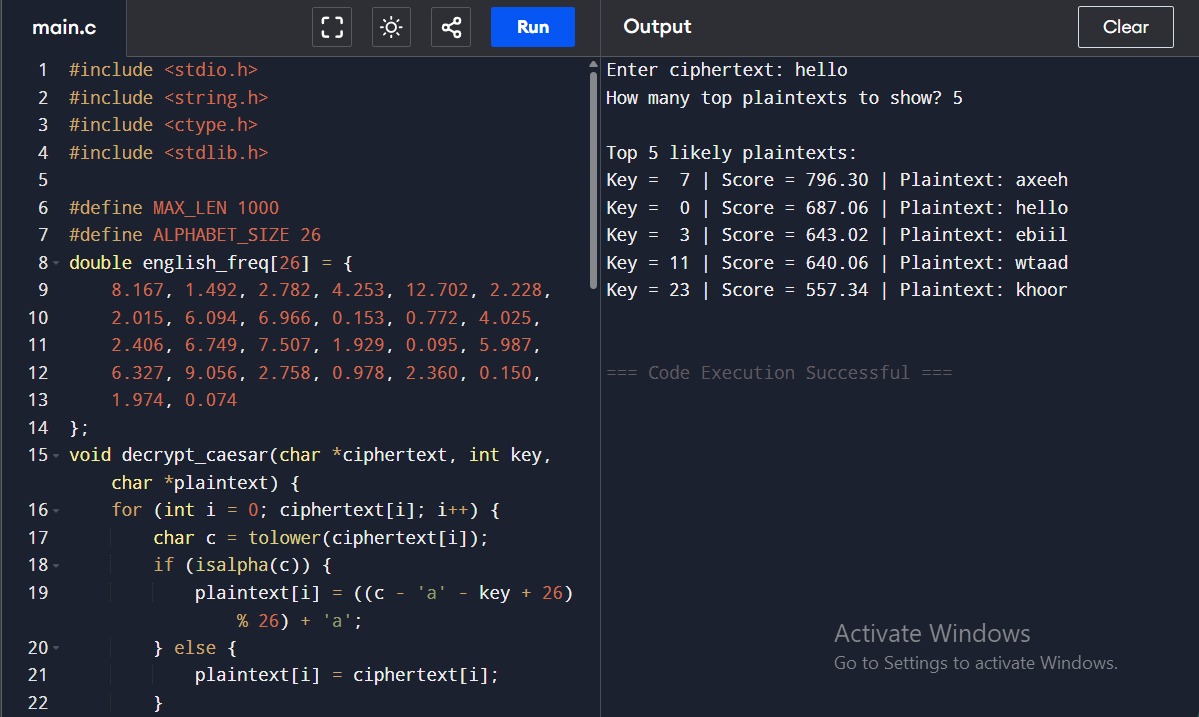 main.c
Run
Output
Clear
1 #include <stdio.h>
2 #include <string.h>
3 #include <ctype.h>
4 #include <stdlib.h>
5
6 #define MAX_LEN 1000
7 #define ALPHABET_SIZE 26
8 double english_freq[26] = {
9     8.167, 1.492, 2.782, 4.253, 12.702, 2.228,
10     2.015, 6.094, 6.966, 0.153, 0.772, 4.025,
11     2.406, 6.749, 7.507, 1.929, 0.095, 5.987,
12     6.327, 9.056, 2.758, 0.978, 2.360, 0.150,
13     1.974, 0.074
14 };
15 void decrypt_caesar(char *ciphertext, int key,
    char *plaintext) {
16     for (int i = 0; ciphertext[i]; i++) {
17         char c = tolower(ciphertext[i]);
18         if (isalpha(c)) {
19             plaintext[i] = ((c - 'a' - key + 26)
                % 26) + 'a';
20         } else {
21             plaintext[i] = ciphertext[i];
22         }
Enter ciphertext: hello
How many top plaintexts to show? 5

Top 5 likely plaintexts:
Key =  7 | Score = 796.30 | Plaintext: axeeh
Key =  0 | Score = 687.06 | Plaintext: hello
Key =  3 | Score = 643.02 | Plaintext: ebiil
Key = 11 | Score = 640.06 | Plaintext: wtaad
Key = 23 | Score = 557.34 | Plaintext: khoor

=== Code Execution Successful ===
Activate Windows
Go to Settings to activate Windows.